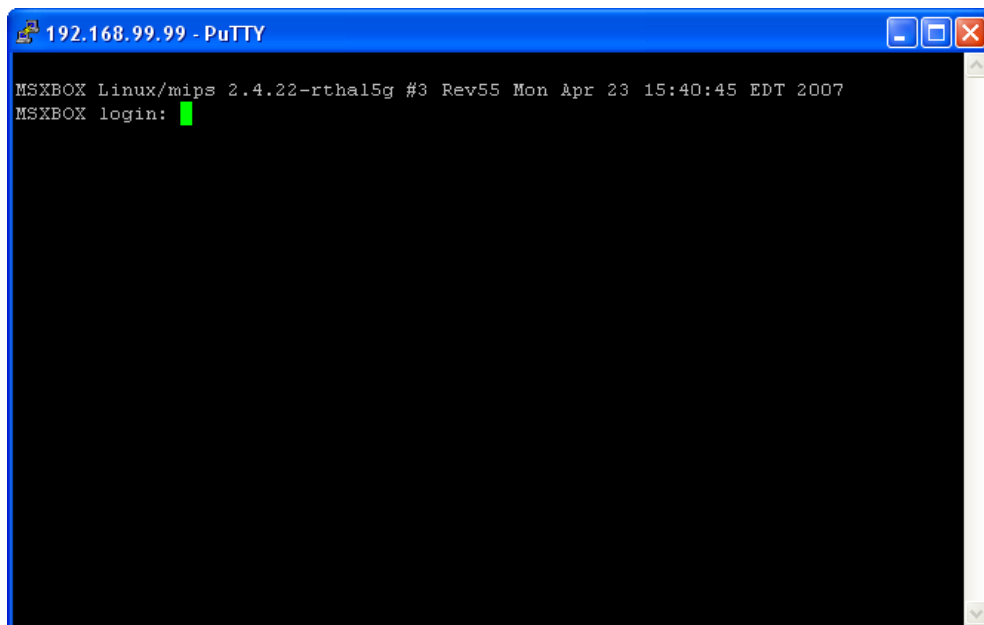 192.168.99.99 - PuTTY
MSXBOX Linux/mips 2.4.22-rthal5g #3 Rev55 Mon Apr 23 15:40:45 EDT 2007
MSXBOX login: